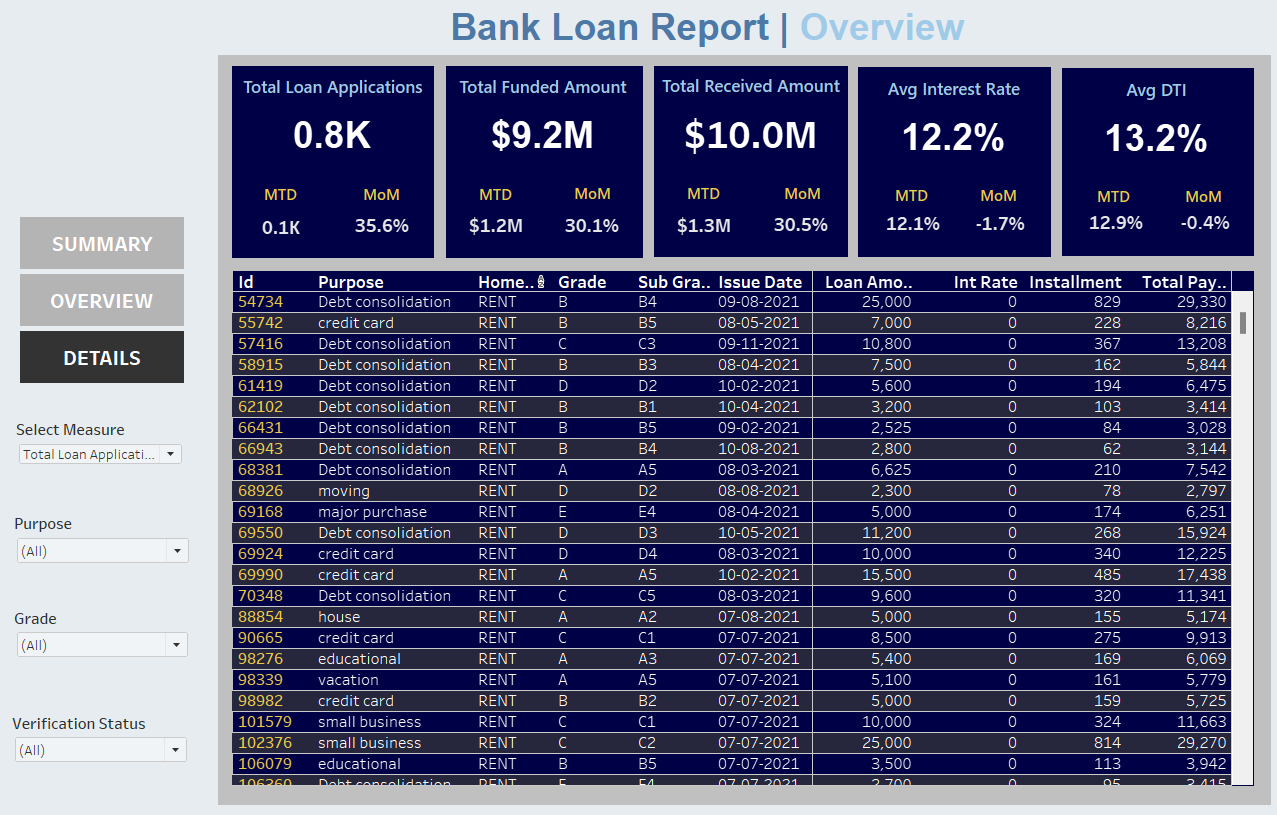 Bank Loan Report | Overview
Total Loan Applications
0.8K
MTD MoM
0.1K 35.6%
Total Funded Amount
$9.2M
MTD MoM
$1.2M 30.1%
Total Received Amount
$10.0M
MTD MoM
$1.3M 30.5%
Avg Interest Rate
12.2%
MTD MoM
12.1% -1.7%
Avg DTI
13.2%
MTD MoM
12.9% -0.4%
SUMMARY
OVERVIEW
DETAILS
Select Measure
Total Loan Applicati...
Purpose
(All)
Grade
(All)
Verification Status
(All)
Id Purpose Home.. Grade Sub Gra.. Issue Date Loan Amo.. Int Rate Installment Total Pay..
54734 Debt consolidation RENT B B4 09-08-2021 25,000 0 829 29,330
55742 credit card RENT B B5 08-05-2021 7,000 0 228 8,216
57416 Debt consolidation RENT C C3 09-11-2021 10,800 0 367 13,208
58915 Debt consolidation RENT B B3 08-04-2021 7,500 0 162 5,844
61419 Debt consolidation RENT D D2 10-02-2021 5,600 0 194 6,475
62102 Debt consolidation RENT B B1 10-04-2021 3,200 0 103 3,414
66431 Debt consolidation RENT B B5 09-02-2021 2,525 0 84 3,028
66943 Debt consolidation RENT B B4 10-08-2021 2,800 0 62 3,144
68381 Debt consolidation RENT A A5 08-03-2021 6,625 0 210 7,542
68926 moving RENT D D2 08-08-2021 2,300 0 78 2,797
69168 major purchase RENT E E4 08-04-2021 5,000 0 174 6,251
69550 Debt consolidation RENT D D3 10-05-2021 11,200 0 268 15,924
69924 credit card RENT D D4 08-03-2021 10,000 0 340 12,225
69990 credit card RENT A A5 10-02-2021 15,500 0 485 17,438
70348 Debt consolidation RENT C C5 08-03-2021 9,600 0 320 11,341
88854 house RENT A A2 07-08-2021 5,000 0 155 5,174
90665 credit card RENT C C1 07-07-2021 8,500 0 275 9,913
98276 educational RENT A A3 07-07-2021 5,400 0 169 6,069
98339 vacation RENT A A5 07-07-2021 5,100 0 161 5,779
98982 credit card RENT B B2 07-07-2021 5,000 0 159 5,725
101579 small business RENT C C1 07-07-2021 10,000 0 324 11,663
102376 small business RENT C C2 07-07-2021 25,000 0 814 29,270
106079 educational RENT B B5 07-07-2021 3,500 0 113 3,942
Debt consolidation RENT 07-07-2021